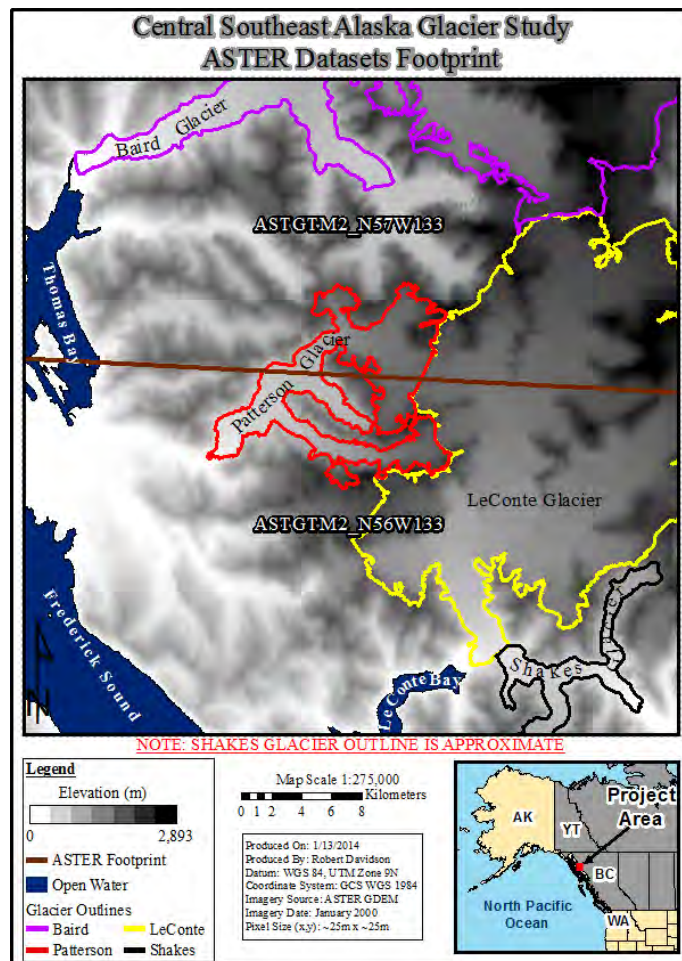 Central Southeast Alaska Glacier Study
ASTER Datasets Footprint
Baird Glacier
ASTGTM2_N57W133
Thomas Bay
Patterson Glacier
LeConte Glacier
ASTGTM2_N56W133
Frederick Sound
LeConte Bay
Shakes Glacier
NOTE: SHAKES GLACIER OUTLINE IS APPROXIMATE
Legend
Elevation (m)
0 2,893
ASTER Footprint
Open Water
Glacier Outlines
Baird LeConte
Patterson Shakes
Map Scale 1:275,000
Kilometers
0 1 2 4 6 8
Produced On: 1/13/2014
Produced By: Robert Davidson
Datum: WGS 84, UTM Zone 9N
Coordinate System: GCS WGS 1984
Imagery Source: ASTER GDEM
Imagery Date: January 2000
Pixel Size (x,y): ~25m x ~25m
AK
YT
Project
Area
BC
North Pacific
Ocean
WA